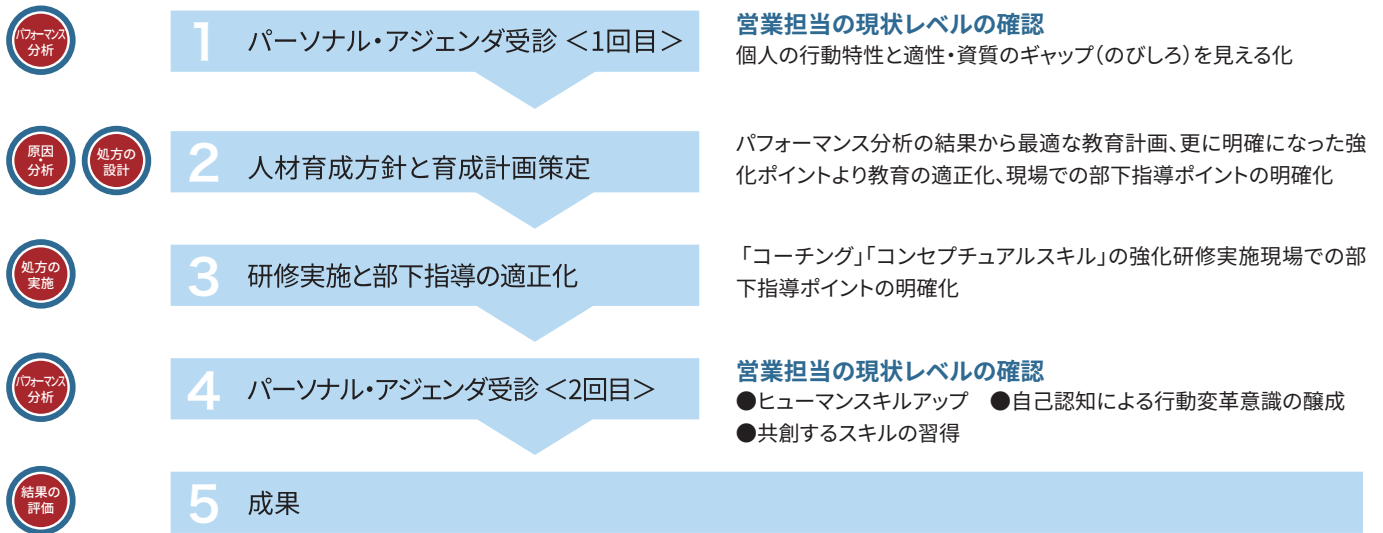 パフォーマンス
分析
1 パーソナル・アジェンダ受診 ＜1回目＞
営業担当の現状レベルの確認
個人の行動特性と適性・資質のギャップ（のびしろ）を見える化
原因
・
分析
処方の
設計
2 人材育成方針と育成計画策定
パフォーマンス分析の結果から最適な教育計画、更に明確になった強
化ポイントより教育の適正化、現場での部下指導ポイントの明確化
処方の
実施
3 研修実施と部下指導の適正化
「コーチング」「コンセプチュアルスキル」の強化研修実施現場での部
下指導ポイントの明確化
パフォーマンス
分析
4 パーソナル・アジェンダ受診 ＜2回目＞
営業担当の現状レベルの確認
●ヒューマンスキルアップ ●自己認知による行動変革意識の醸成
●共創するスキルの習得
結果の
評価
5 成果